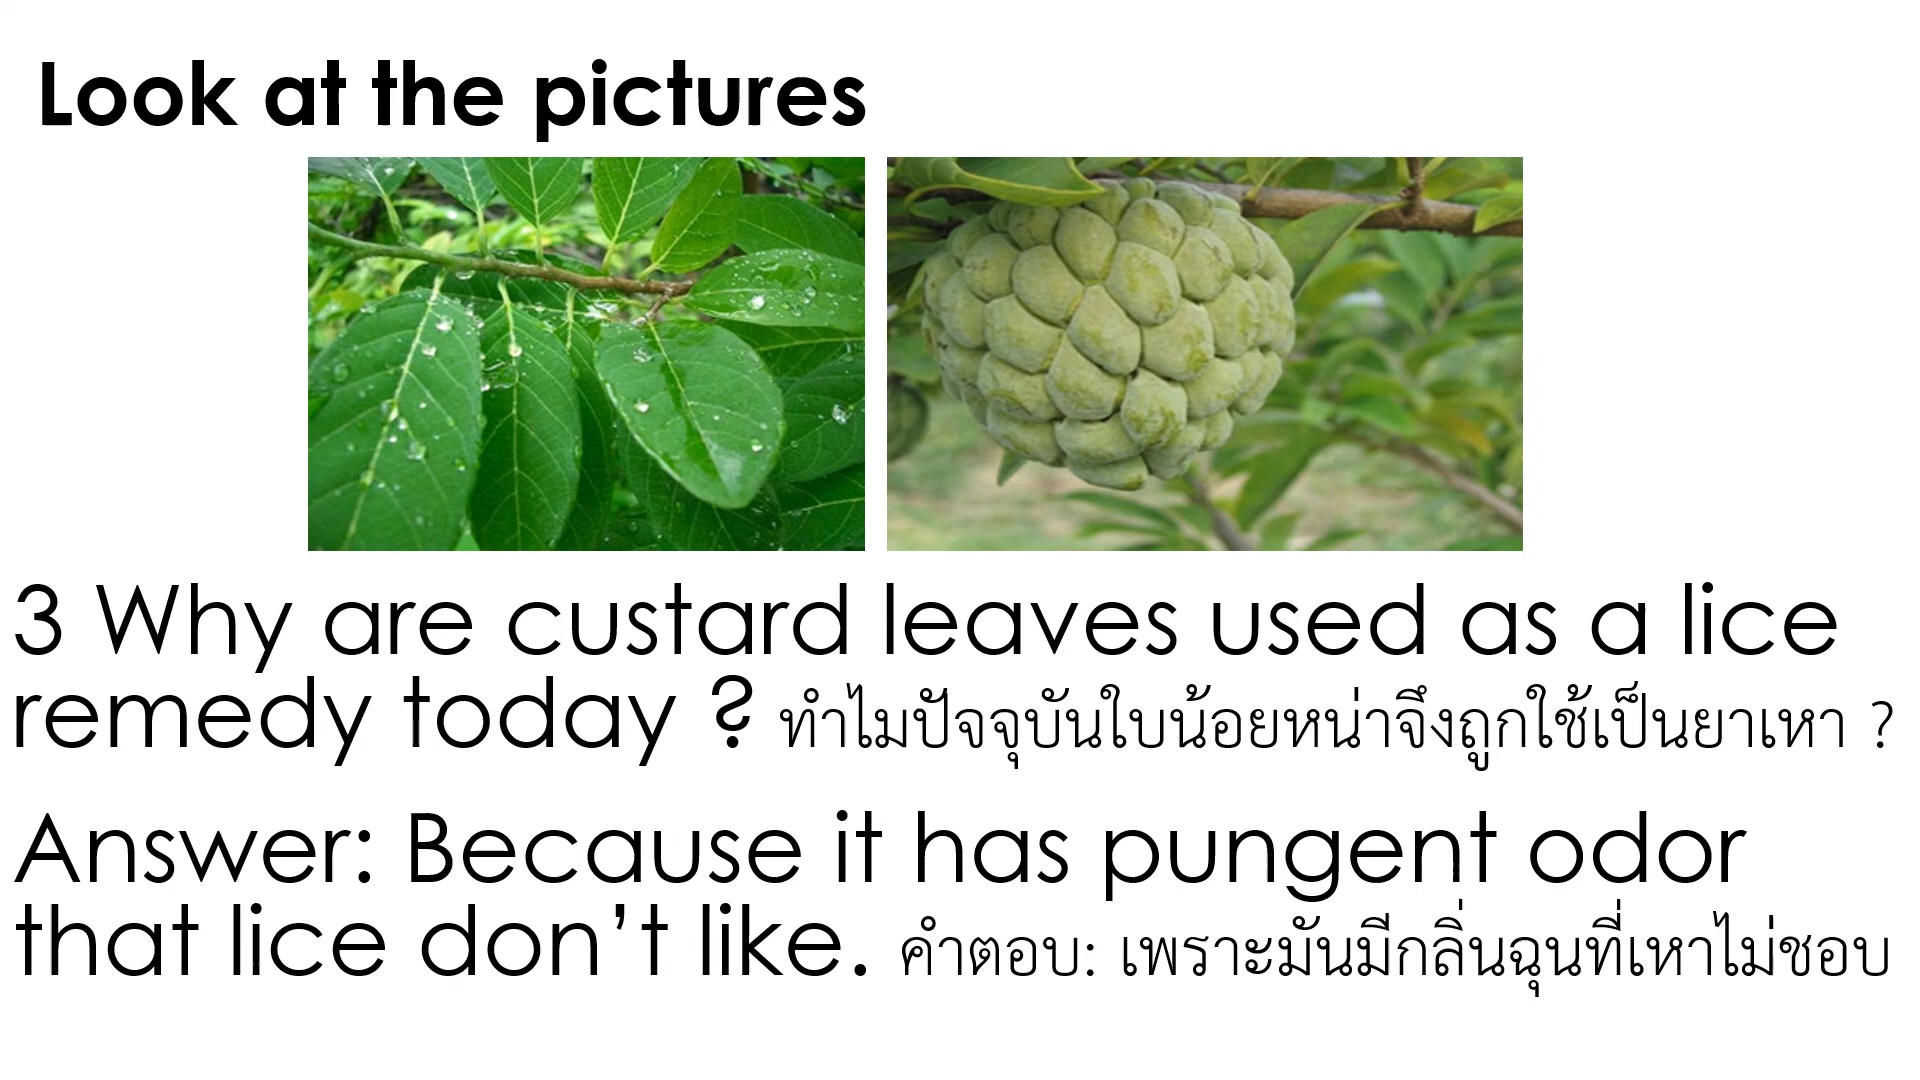 Look at the pictures
3 Why are custard leaves used as a lice
remedy today ? ทำไมปัจจุบันใบน้อยหน่าจึงถูกใช้เป็นยาเหา ?
Answer: Because it has pungent odor
that lice don’t like. คำตอบ: เพราะมันมีกลิ่นฉุนที่เหาไม่ชอบ